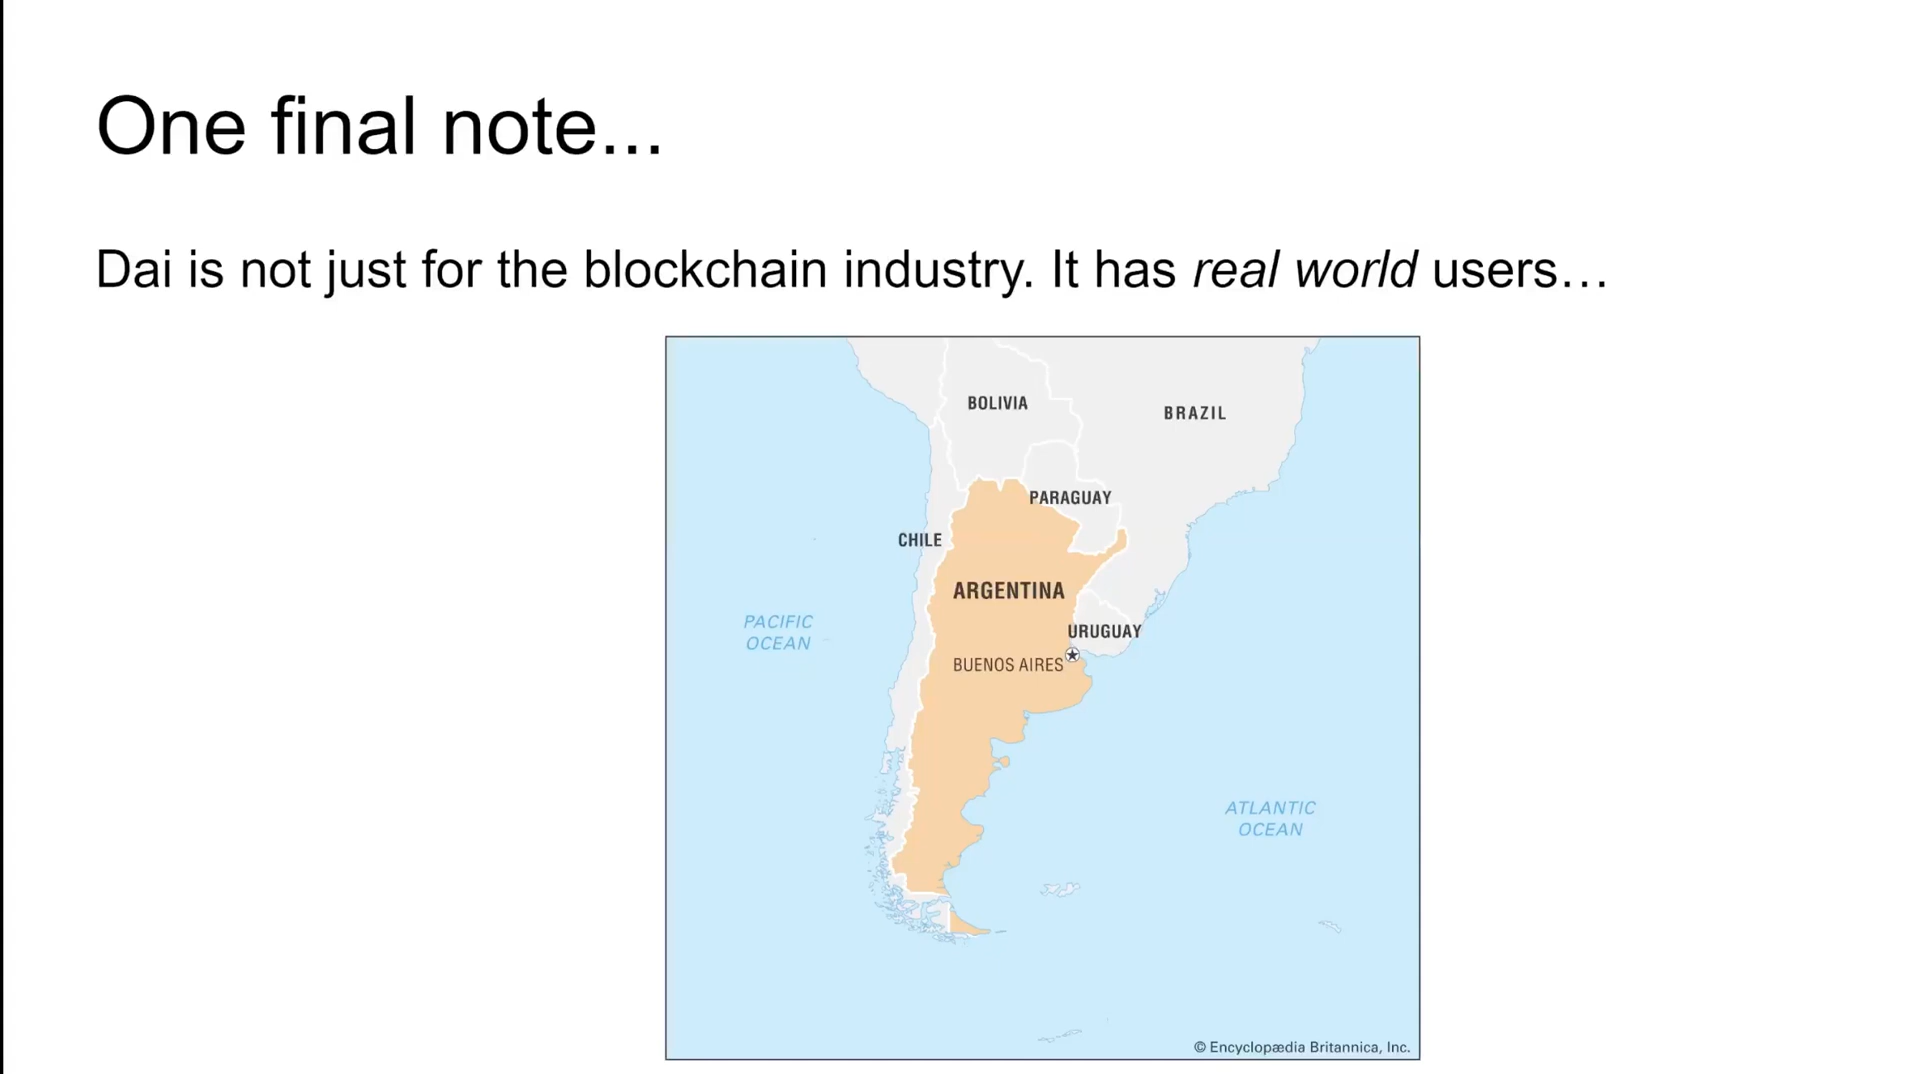 One final note...
Dai is not just for the blockchain industry. It has real world users…
BOLIVIA
BRAZIL
PARAGUAY
CHILE
ARGENTINA
PACIFIC
OCEAN
URUGUAY
BUENOS AIRES
ATLANTIC
OCEAN
© Encyclopædia Britannica, Inc.